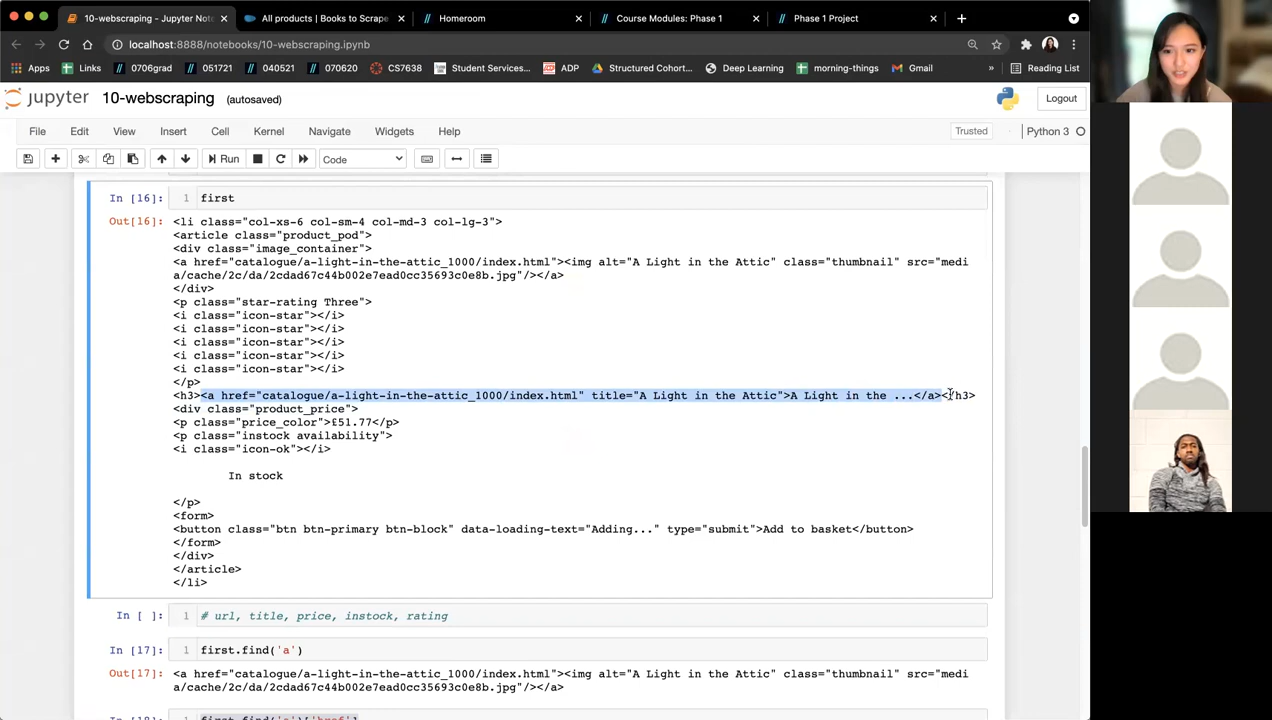 10-webscraping - Jupyter Not
All products | Books to Scrape
Homeroom
Course Modules: Phase 1
Phase 1 Project
localhost:8888/notebooks/10-webscraping.ipynb
Apps Links 0706grad 051721 040521 070620 CS7638 Student Services... ADP Structured Cohort... Deep Learning morning-things Gmail » Reading List
jupyter 10-webscraping (autosaved) Logout
File Edit View Insert Cell Kernel Navigate Widgets Help Trusted Python 3
Run Code
In [16]: 1 first
Out[16]: <li class="col-xs-6 col-sm-4 col-md-3 col-lg-3">
<article class="product_pod">
<div class="image_container">
<a href="catalogue/a-light-in-the-attic_1000/index.html"><img alt="A Light in the Attic" class="thumbnail" src="medi
a/cache/2c/da/2cdad67c44b002e7ead0cc35693c0e8b.jpg"/></a>
</div>
<p class="star-rating Three">
<i class="icon-star"></i>
<i class="icon-star"></i>
<i class="icon-star"></i>
<i class="icon-star"></i>
<i class="icon-star"></i>
</p>
<h3><a href="catalogue/a-light-in-the-attic_1000/index.html" title="A Light in the Attic">A Light in the ...</a></h3>
<div class="product_price">
<p class="price_color">£51.77</p>
<p class="instock availability">
<i class="icon-ok"></i>
In stock
</p>
<form>
<button class="btn btn-primary btn-block" data-loading-text="Adding..." type="submit">Add to basket</button>
</form>
</div>
</article>
</li>
In [ ]: 1 # url, title, price, instock, rating
In [17]: 1 first.find('a')
Out[17]: <a href="catalogue/a-light-in-the-attic_1000/index.html"><img alt="A Light in the Attic" class="thumbnail" src="medi
a/cache/2c/da/2cdad67c44b002e7ead0cc35693c0e8b.jpg"/></a>
In [18]: 1 first.find('a')['href']